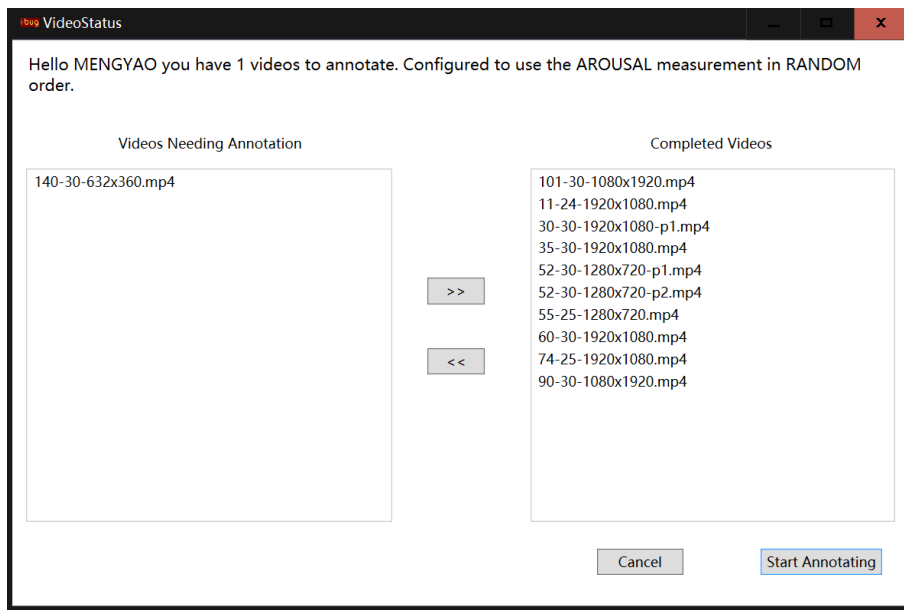 ibug VideoStatus
x
Hello MENGYAO you have 1 videos to annotate. Configured to use the AROUSAL measurement in RANDOM
order.
Videos Needing Annotation
Completed Videos
140-30-632x360.mp4
101-30-1080x1920.mp4
11-24-1920x1080.mp4
30-30-1920x1080-p1.mp4
35-30-1920x1080.mp4
52-30-1280x720-p1.mp4
52-30-1280x720-p2.mp4
55-25-1280x720.mp4
60-30-1920x1080.mp4
74-25-1920x1080.mp4
90-30-1080x1920.mp4
>>
<<
Cancel
Start Annotating